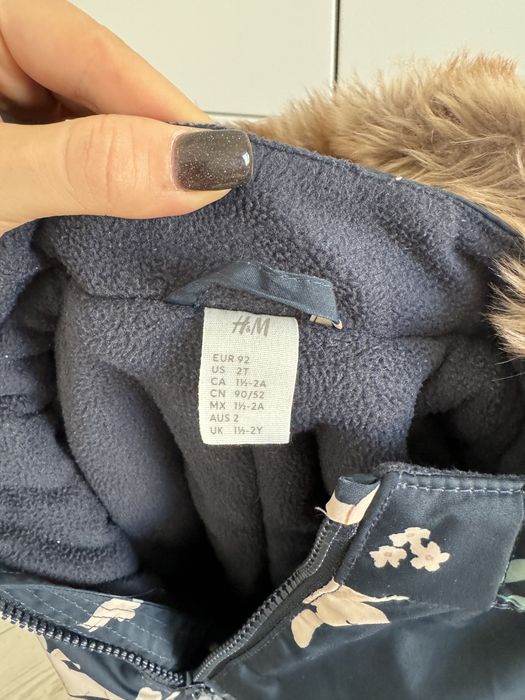 H&M
EUR 92
US 2T
CA 1½-2A
CN 90/52
MX 1½-2A
AUS 2
UK 1½-2Y